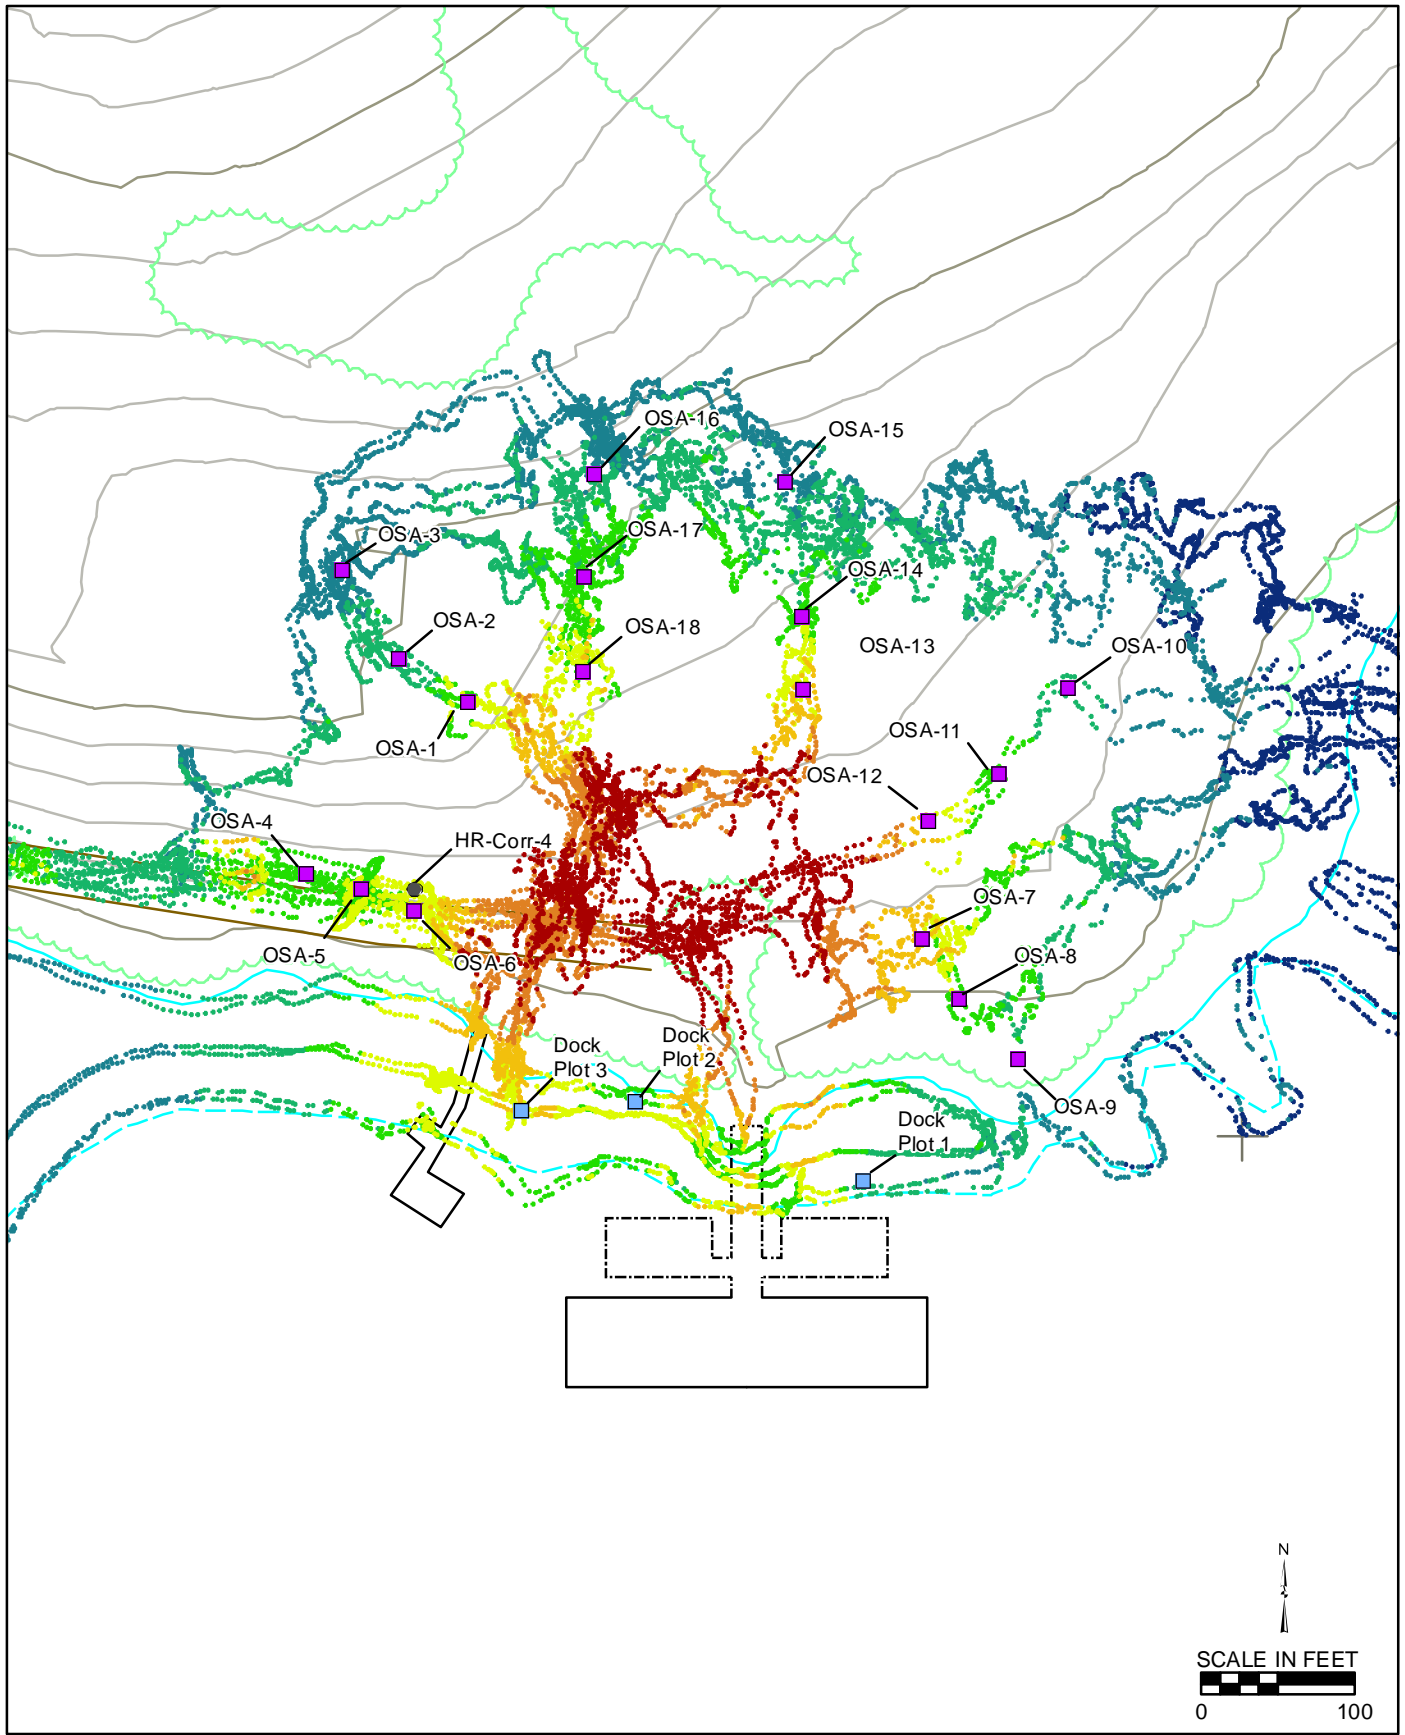 OSA-16
OSA-15
OSA-17
OSA-3
OSA-14
OSA-2
OSA-18
OSA-13
OSA-10
OSA-1
OSA-11
OSA-12
OSA-4
HR-Corr-4
OSA-7
OSA-5
OSA-6
OSA-8
Dock
Plot 3
Dock
Plot 2
OSA-9
Dock
Plot 1
N
SCALE IN FEET
0 100